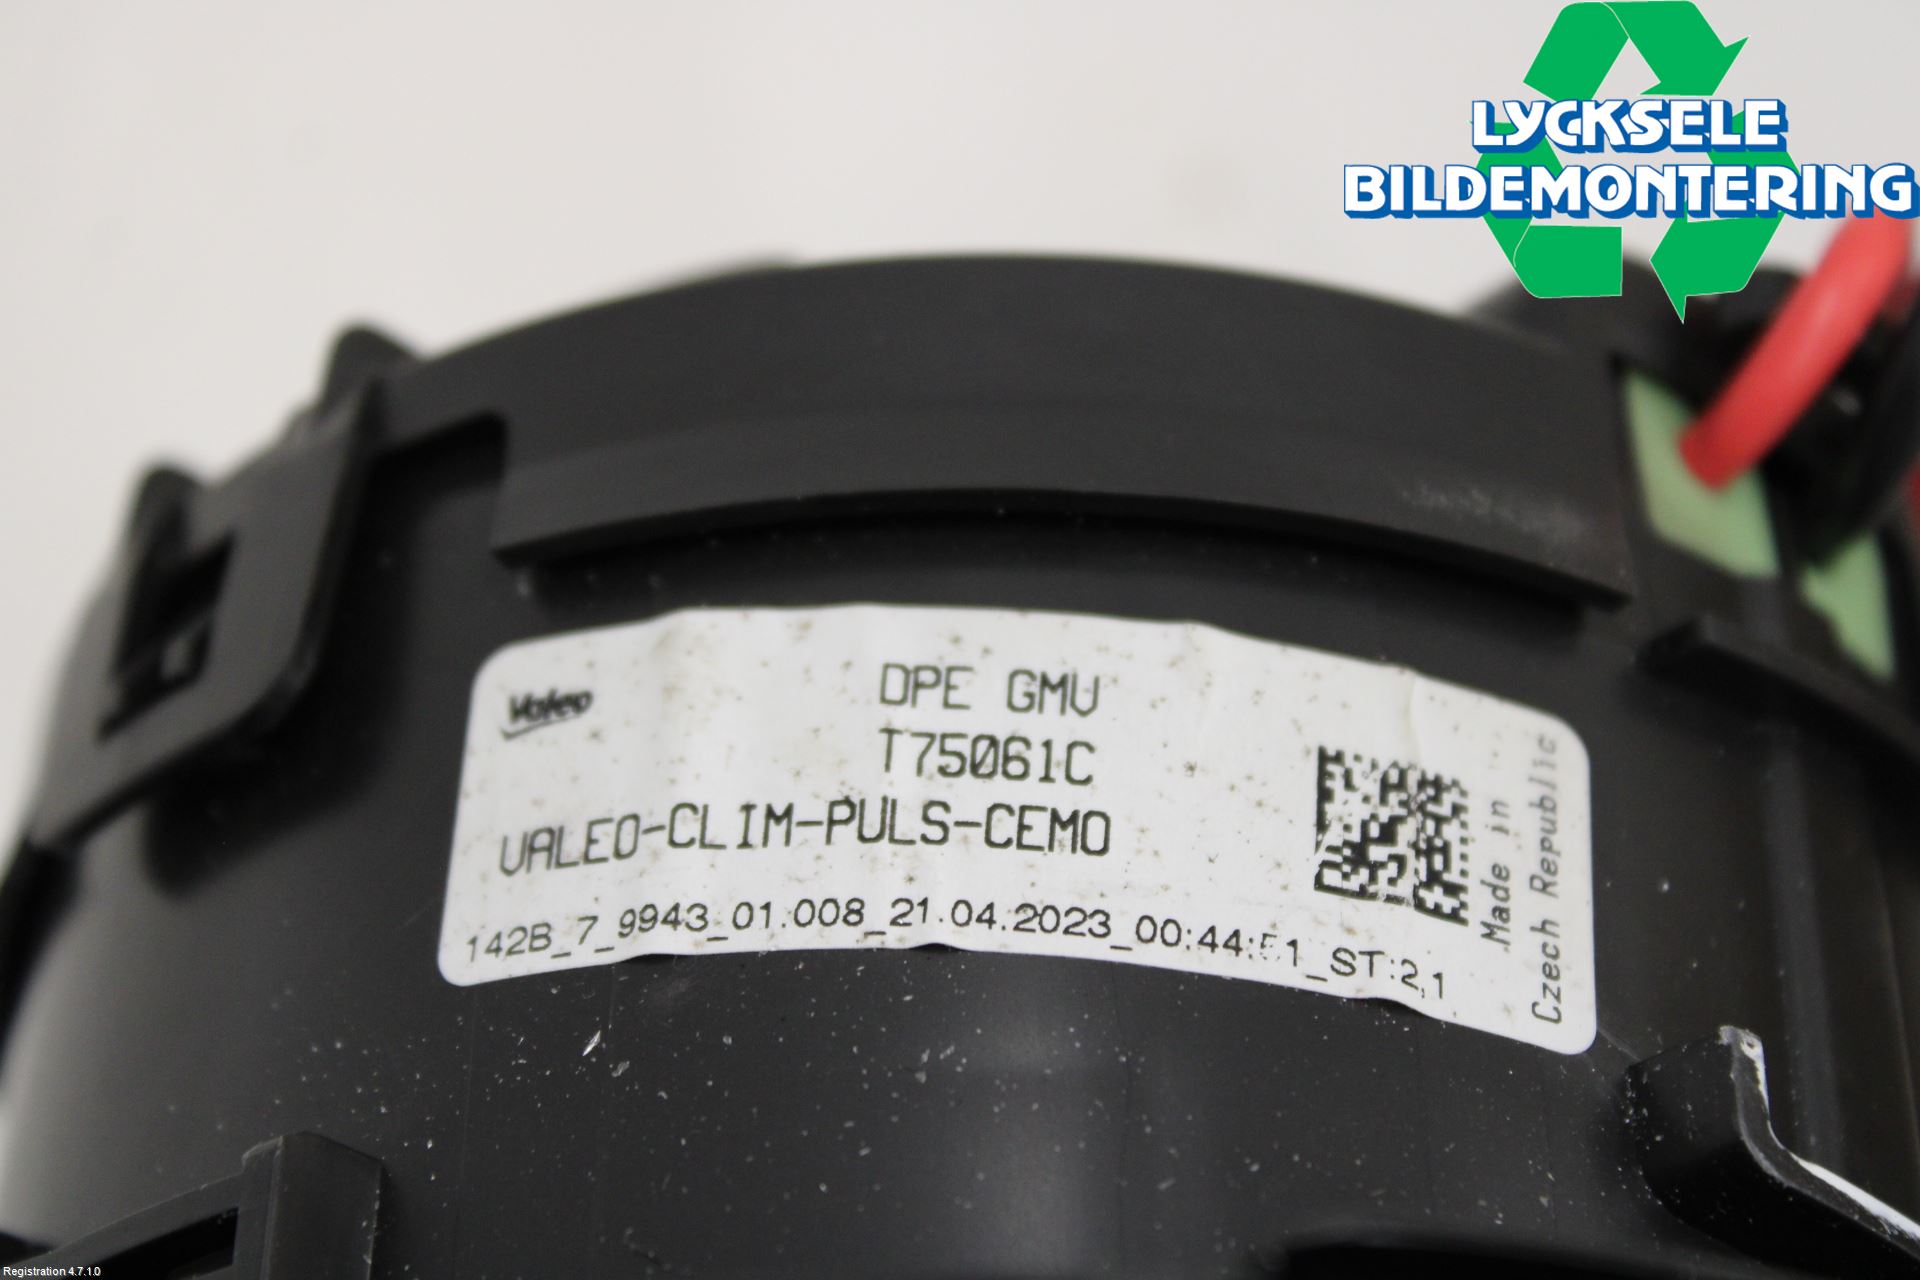 LYCKSELE
BILDEMONTERING
Valeo
DPE GMV
T75061C
VALEO-CLIM-PULS-CEMO
142B_7_9943_01.008_21.04.2023_00:44:51_ST:2,1
Made in
Czech Republic
Registration 4.7.1.0